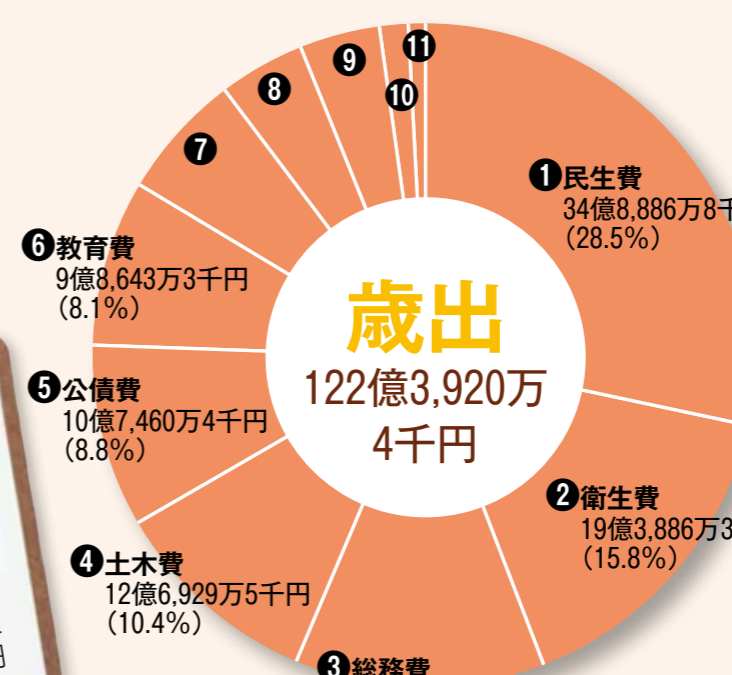 歳出
122億3,920万
4千円
❶民生費
34億8,886万8千
(28.5%)
❷衛生費
19億3,886万3
(15.8%)
❸総務費
❹土木費
12億6,929万5千円
(10.4%)
❺公債費
10億7,460万4千円
(8.8%)
❻教育費
9億8,643万3千円
(8.1%)
❼
❽
❾
❿
⓫
円